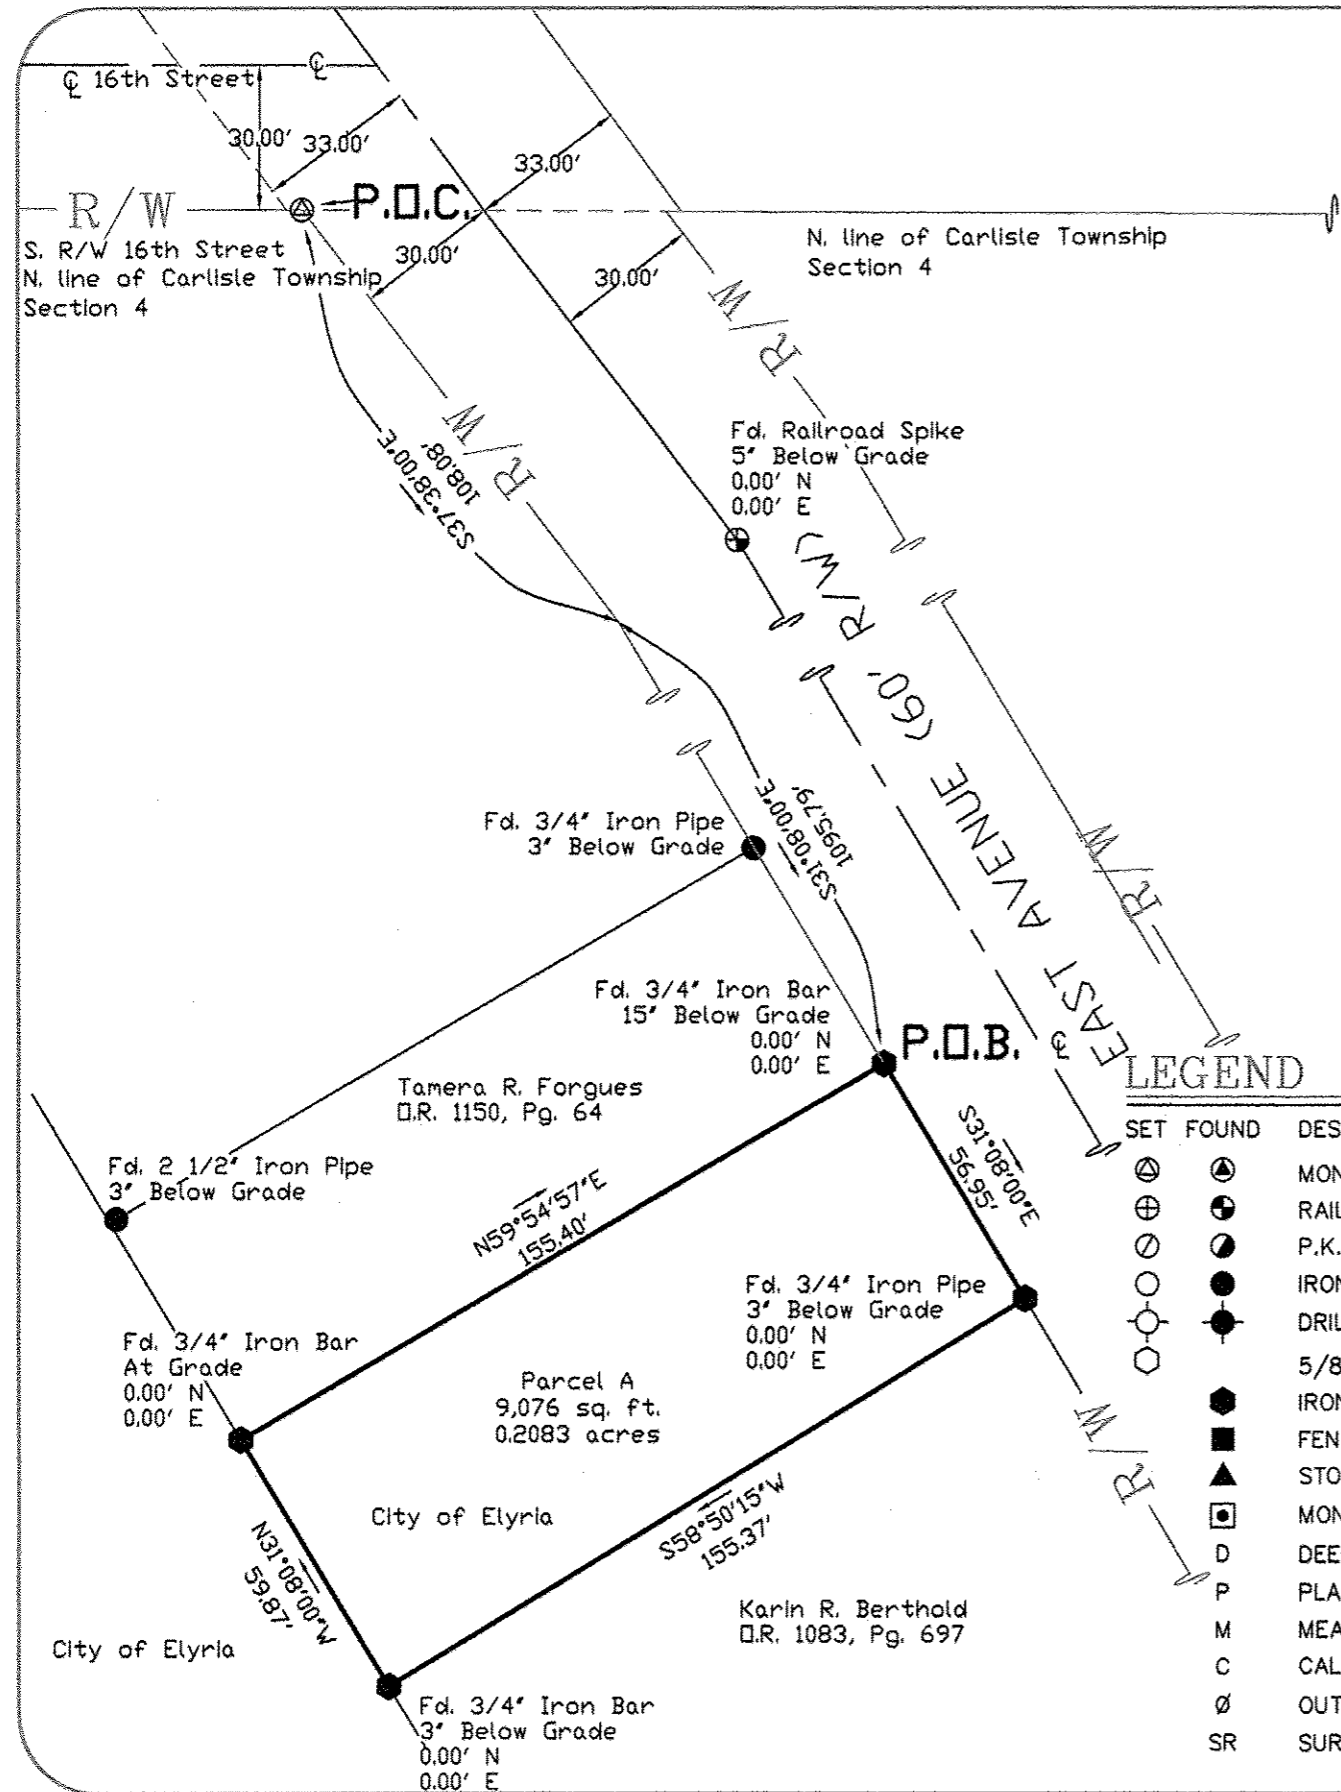 ℄ 16th Street
℄
30.00'
33.00'
33.00'
R/W
P.O.C.
S. R/W 16th Street
N. line of Carlisle Township
Section 4
30.00'
30.00'
N. line of Carlisle Township
Section 4
R/W
R/W
R/W
R/W
S37°38'00"E
108.08'
Fd. Railroad Spike
5" Below Grade
0.00' N
0.00' E
EAST AVENUE (60' R/W)
℄
R/W
R/W
Fd. 3/4" Iron Pipe
3" Below Grade
S31°08'00"E
1095.79'
Fd. 3/4" Iron Bar
15" Below Grade
0.00' N
0.00' E
P.O.B.
Tamera R. Forgues
O.R. 1150, Pg. 64
Fd. 2 1/2" Iron Pipe
3" Below Grade
N59°54'57"E
155.40'
S31°08'00"E
56.95'
Fd. 3/4" Iron Pipe
3" Below Grade
0.00' N
0.00' E
Fd. 3/4" Iron Bar
At Grade
0.00' N
0.00' E
Parcel A
9,076 sq. ft.
0.2083 acres
City of Elyria
S58°50'15"W
155.37'
R/W
R/W
N31°08'00"W
59.87'
City of Elyria
Karin R. Berthold
O.R. 1083, Pg. 697
Fd. 3/4" Iron Bar
3" Below Grade
0.00' N
0.00' E
LEGEND
SET FOUND DES
MON
RAIL
P.K.
IRON
DRIL
5/8
IRON
FEN
STO
MON
D DEE
P PLA
M MEA
C CAL
Ø OUT
SR SUR